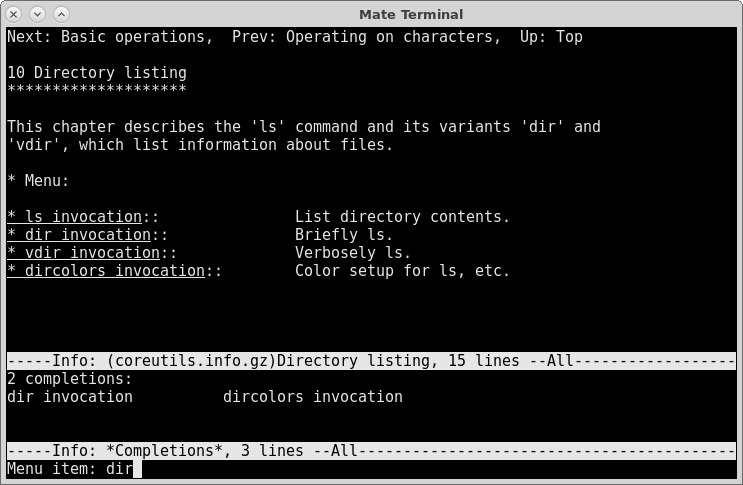 Mate Terminal
Next: Basic operations,  Prev: Operating on characters,  Up: Top
10 Directory listing
********************
This chapter describes the 'ls' command and its variants 'dir' and
'vdir', which list information about files.
* Menu:
* ls invocation::               List directory contents.
* dir invocation::             Briefly ls.
* vdir invocation::            Verbosely ls.
* dircolors invocation::        Color setup for ls, etc.
-----Info: (coreutils.info.gz)Directory listing, 15 lines --All------------------
2 completions:
dir invocation          dircolors invocation
-----Info: *Completions*, 3 lines --All------------------------------------------
Menu item: dir